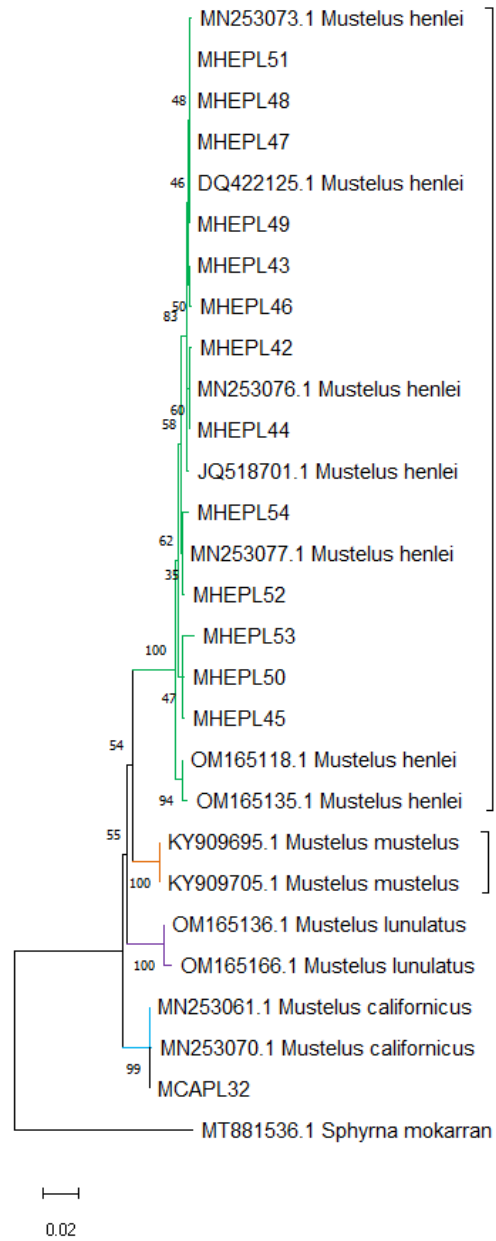 MN253073.1 Mustelus henlei
MHEPL51
48
MHEPL48
MHEPL47
46
DQ422125.1 Mustelus henlei
MHEPL49
MHEPL43
50
MHEPL46
83
MHEPL42
MN253076.1 Mustelus henlei
60
58
MHEPL44
JQ518701.1 Mustelus henlei
MHEPL54
62
MN253077.1 Mustelus henlei
35
MHEPL52
MHEPL53
100
MHEPL50
47
MHEPL45
54
OM165118.1 Mustelus henlei
94
OM165135.1 Mustelus henlei
55
KY909695.1 Mustelus mustelus
100
KY909705.1 Mustelus mustelus
OM165136.1 Mustelus lunulatus
100
OM165166.1 Mustelus lunulatus
MN253061.1 Mustelus californicus
MN253070.1 Mustelus californicus
99
MCAPL32
MT881536.1 Sphyrna mokarran
0.02